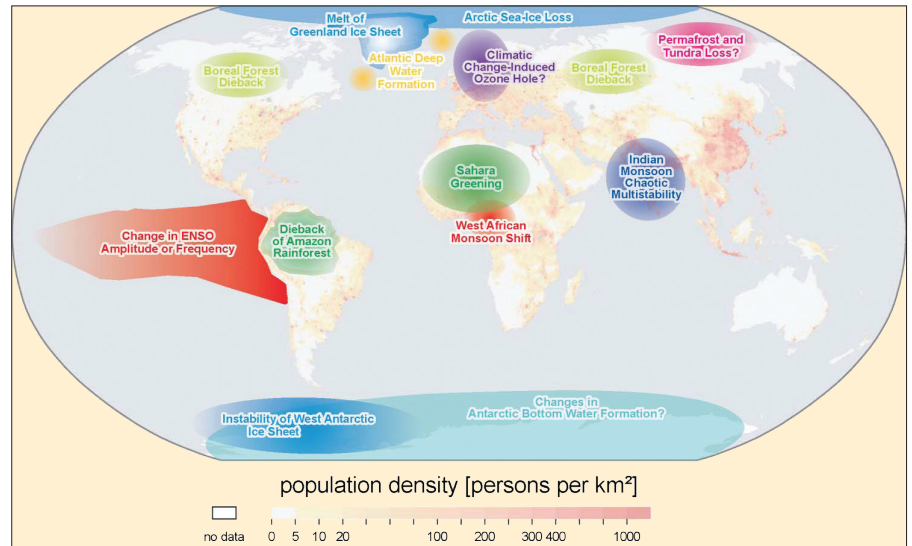 Melt of
Greenland Ice Sheet
Arctic Sea-Ice Loss
Atlantic Deep
Water
Formation
Climatic
Change-Induced
Ozone Hole?
Permafrost and
Tundra Loss?
Boreal Forest
Dieback
Boreal Forest
Dieback
Sahara
Greening
Indian
Monsoon
Chaotic
Multistability
West African
Monsoon Shift
Change in ENSO
Amplitude or Frequency
Dieback
of Amazon
Rainforest
Instability of West Antarctic
Ice Sheet
Changes in
Antarctic Bottom Water Formation?
population density [persons per km²]
no data 0 5 10 20 100 200 300 400 1000